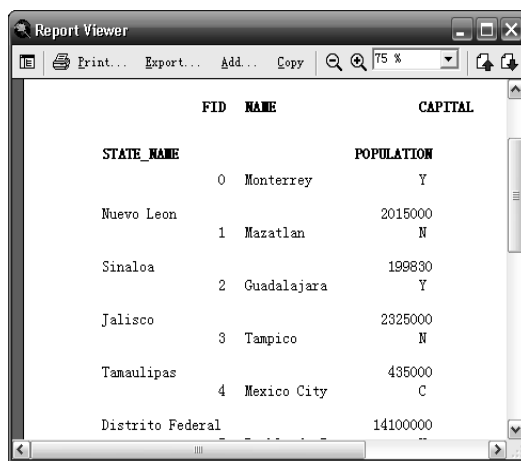 Report Viewer
Print... Export... Add... Copy 75 %
FID NAME CAPITAL
STATE_NAME POPULATION
0 Monterrey Y
Nuevo Leon 2015000
1 Mazatlan N
Sinaloa 199830
2 Guadalajara Y
Jalisco 2325000
3 Tampico N
Tamaulipas 435000
4 Mexico City C
Distrito Federal 14100000